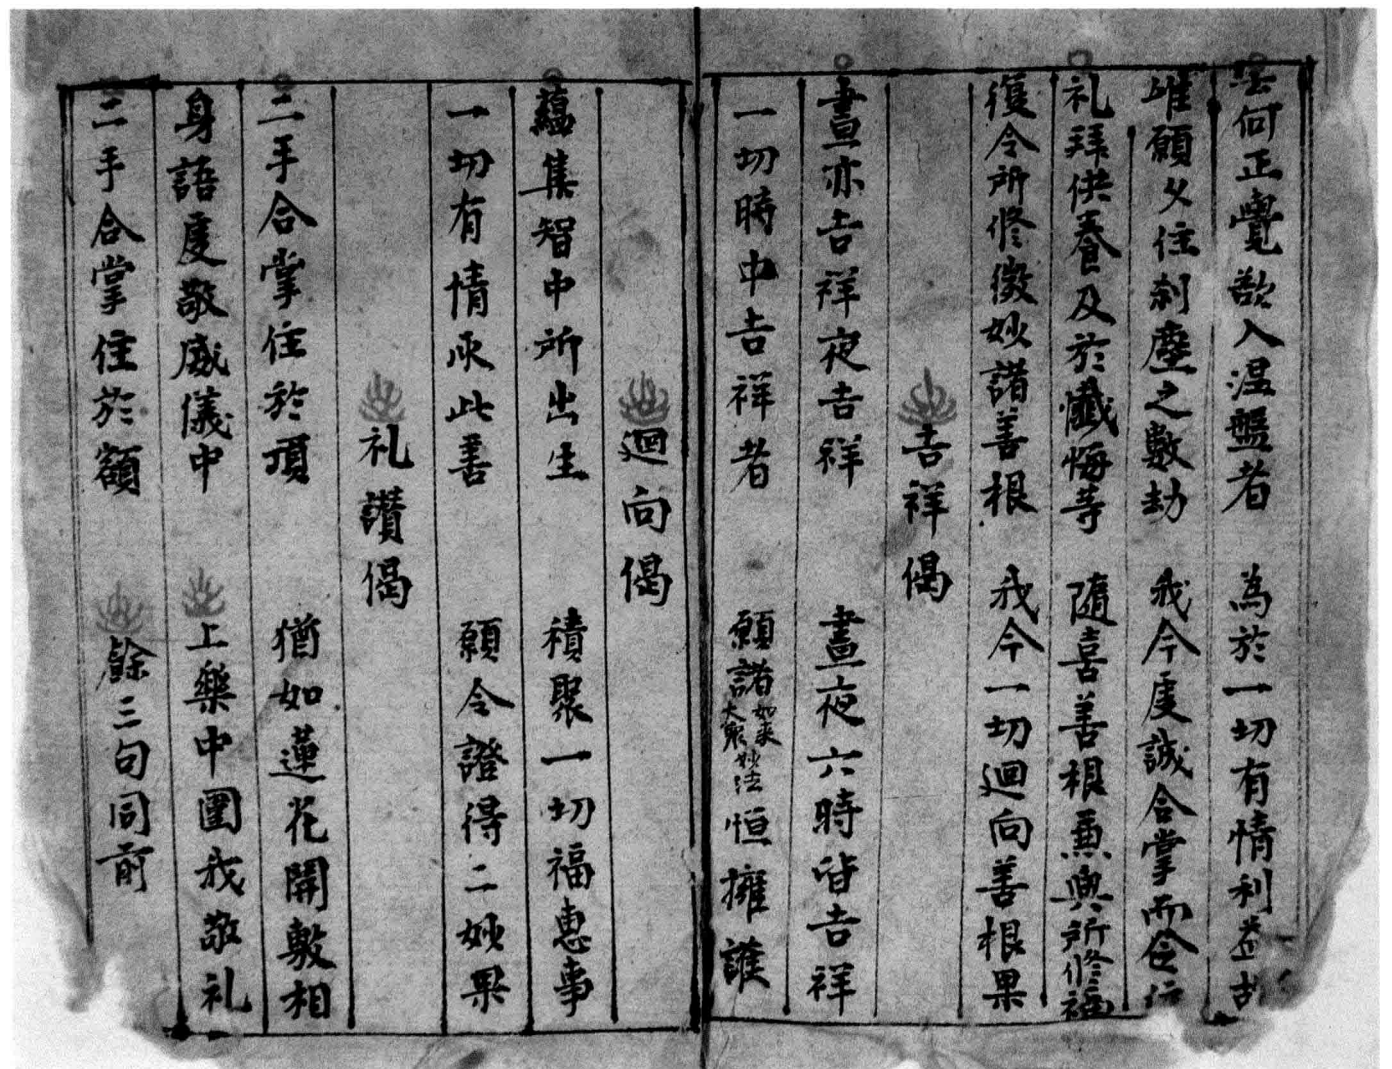 云何正覺欲入温盤者 為於一切有情利益故
唯願久住刹塵之數劫 我今虔誠合掌而令住
礼拜供養及於懺悔等 随喜善根兼與所修福
復令所修微妙諸善根 我今一切迴向善根果
吉祥偈
晝亦吉祥夜吉祥 晝夜六時皆吉祥
一切時中吉祥者 願諸如来大衆妙法恒擁護
迴向偈
蘊集智中所出生 積聚一切福惠事
一切有情承此善 願令證得二妙果
礼讃偈
二手合掌住於頂 猶如蓮花開敷相
身語虔敬威儀中 上樂中圍我敬礼
二手合掌住於額 餘三句同前